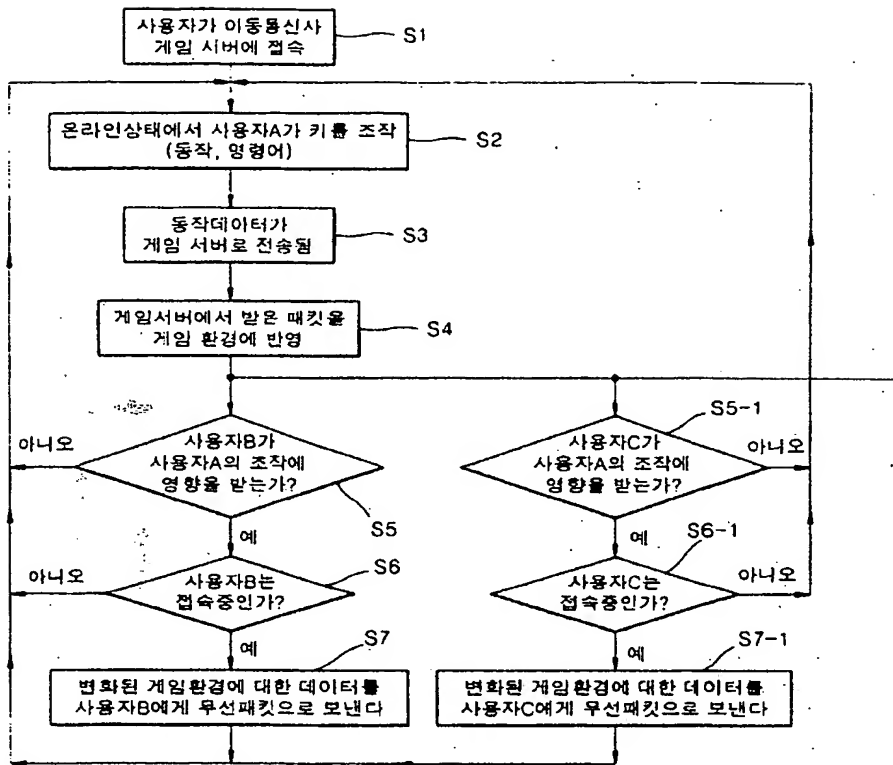 사용자가 이동통신사
게임 서버에 접속
S1
온라인상태에서 사용자A가 키를 조작
(동작, 명령어)
S2
동작데이터가
게임 서버로 전송됨
S3
게임서버에서 받은 패킷을
게임 환경에 반영
S4
사용자B가
사용자A의 조작에
영향을 받는가?
아니오
S5
예
사용자C가
사용자A의 조작에
영향을 받는가?
S5-1
아니오
예
사용자B는
접속중인가?
S6
아니오
예
사용자C는
접속중인가?
S6-1
아니오
예
변화된 게임환경에 대한 데이터를
사용자B에게 무선패킷으로 보낸다
S7
변화된 게임환경에 대한 데이터를
사용자C에게 무선패킷으로 보낸다
S7-1